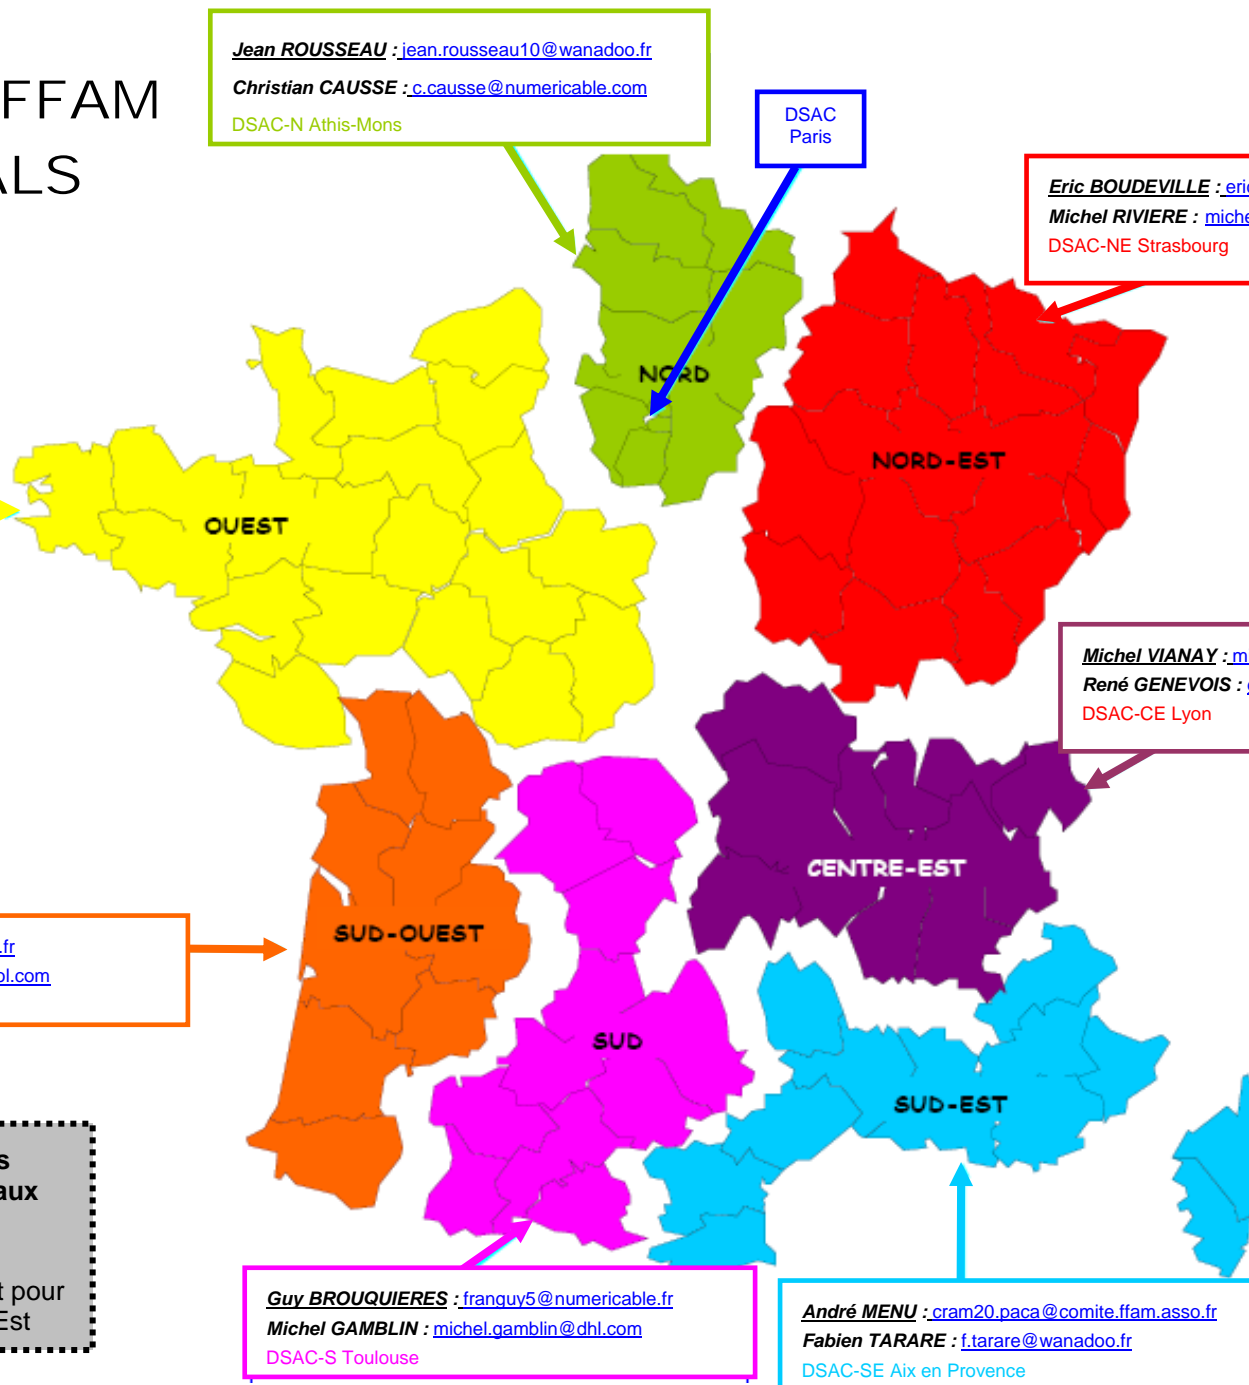 FFAM
ALS
Jean ROUSSEAU : jean.rousseau10@wanadoo.fr
Christian CAUSSE : c.causse@numericable.com
DSAC-N Athis-Mons
DSAC
Paris
Eric BOUDEVILLE : eric
Michel RIVIERE : miche
DSAC-NE Strasbourg
NORD
NORD-EST
OUEST
Michel VIANAY : m
René GENEVOIS :
DSAC-CE Lyon
CENTRE-EST
SUD-OUEST
.fr
ol.com
SUD
SUD-EST
s
aux
t pour
Est
Guy BROUQUIERES : franguy5@numericable.fr
Michel GAMBLIN : michel.gamblin@dhl.com
DSAC-S Toulouse
André MENU : cram20.paca@comite.ffam.asso.fr
Fabien TARARE : f.tarare@wanadoo.fr
DSAC-SE Aix en Provence